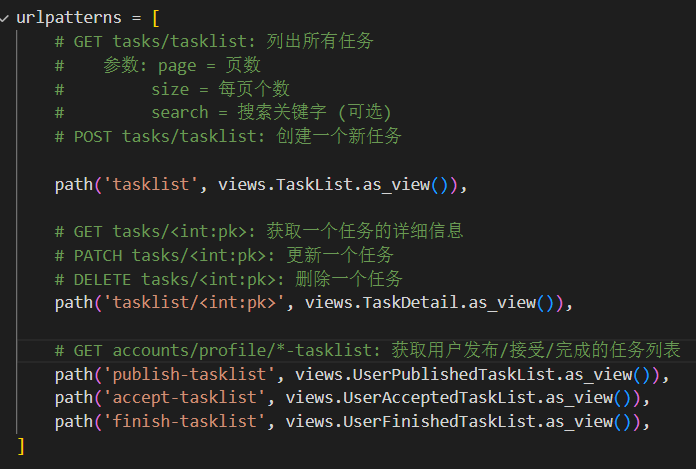 urlpatterns = [
# GET tasks/tasklist: 列出所有任务
#    参数: page = 页数
#         size = 每页个数
#         search = 搜索关键字 (可选)
# POST tasks/tasklist: 创建一个新任务
path('tasklist', views.TaskList.as_view()),
# GET tasks/<int:pk>: 获取一个任务的详细信息
# PATCH tasks/<int:pk>: 更新一个任务
# DELETE tasks/<int:pk>: 删除一个任务
path('tasklist/<int:pk>', views.TaskDetail.as_view()),
# GET accounts/profile/*-tasklist: 获取用户发布/接受/完成的任务列表
path('publish-tasklist', views.UserPublishedTaskList.as_view()),
path('accept-tasklist', views.UserAcceptedTaskList.as_view()),
path('finish-tasklist', views.UserFinishedTaskList.as_view()),
]